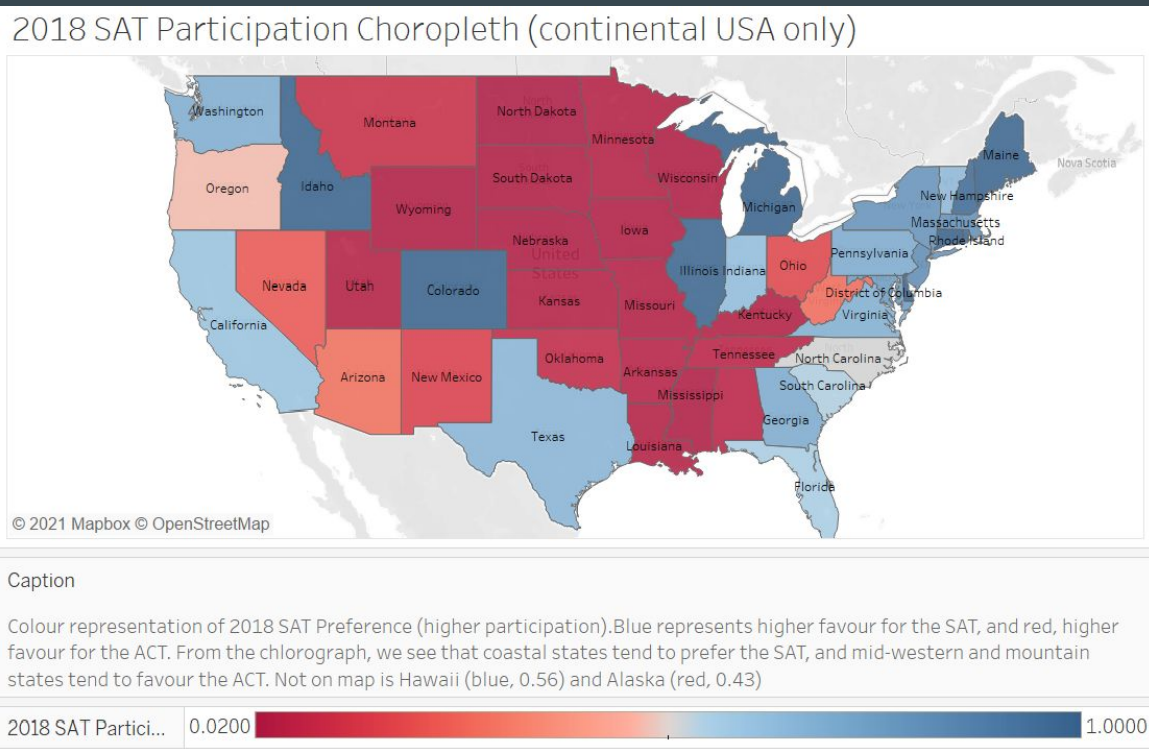 2018 SAT Participation Choropleth (continental USA only)
Washington
Montana
North Dakota
Minnesota
Maine
Nova Scotia
Oregon
Idaho
South Dakota
Wisconsin
New Hampshire
Wyoming
Michigan
Massachusetts
Iowa
Nebraska
Rhode Island
United
States
Pennsylvania
Nevada
Utah
Colorado
Kansas
Illinois
Indiana
Ohio
District of Columbia
Missouri
Kentucky
Virginia
California
Oklahoma
Tennessee
North Carolina
Arizona
New Mexico
Arkansas
South Carolina
Mississippi
Georgia
Texas
Louisiana
Florida
© 2021 Mapbox © OpenStreetMap
Caption
Colour representation of 2018 SAT Preference (higher participation).Blue represents higher favour for the SAT, and red, higher
favour for the ACT. From the chlorograph, we see that coastal states tend to prefer the SAT, and mid-western and mountain
states tend to favour the ACT. Not on map is Hawaii (blue, 0.56) and Alaska (red, 0.43)
2018 SAT Partici... 0.0200 1.0000